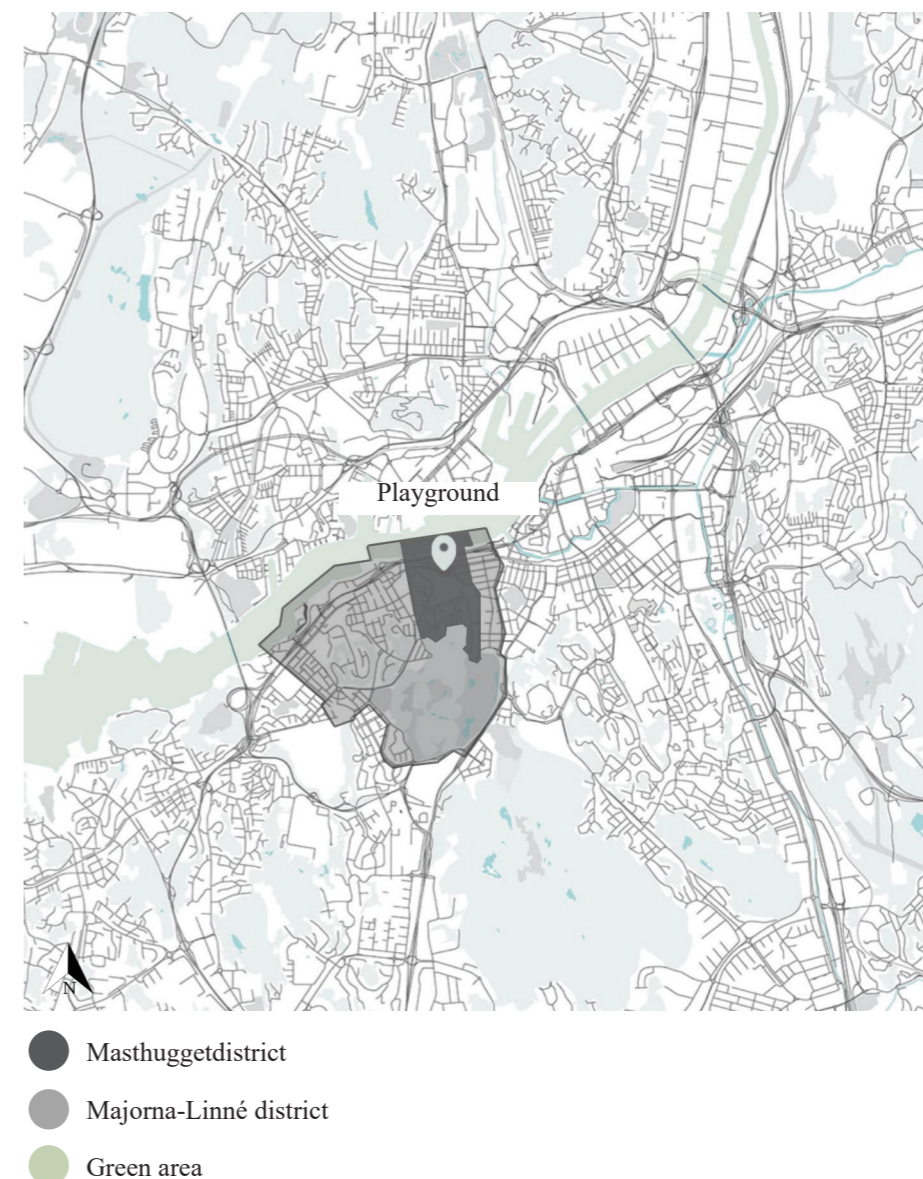 Playground
N
Masthuggetdistrict
Majorna-Linné district
Green area